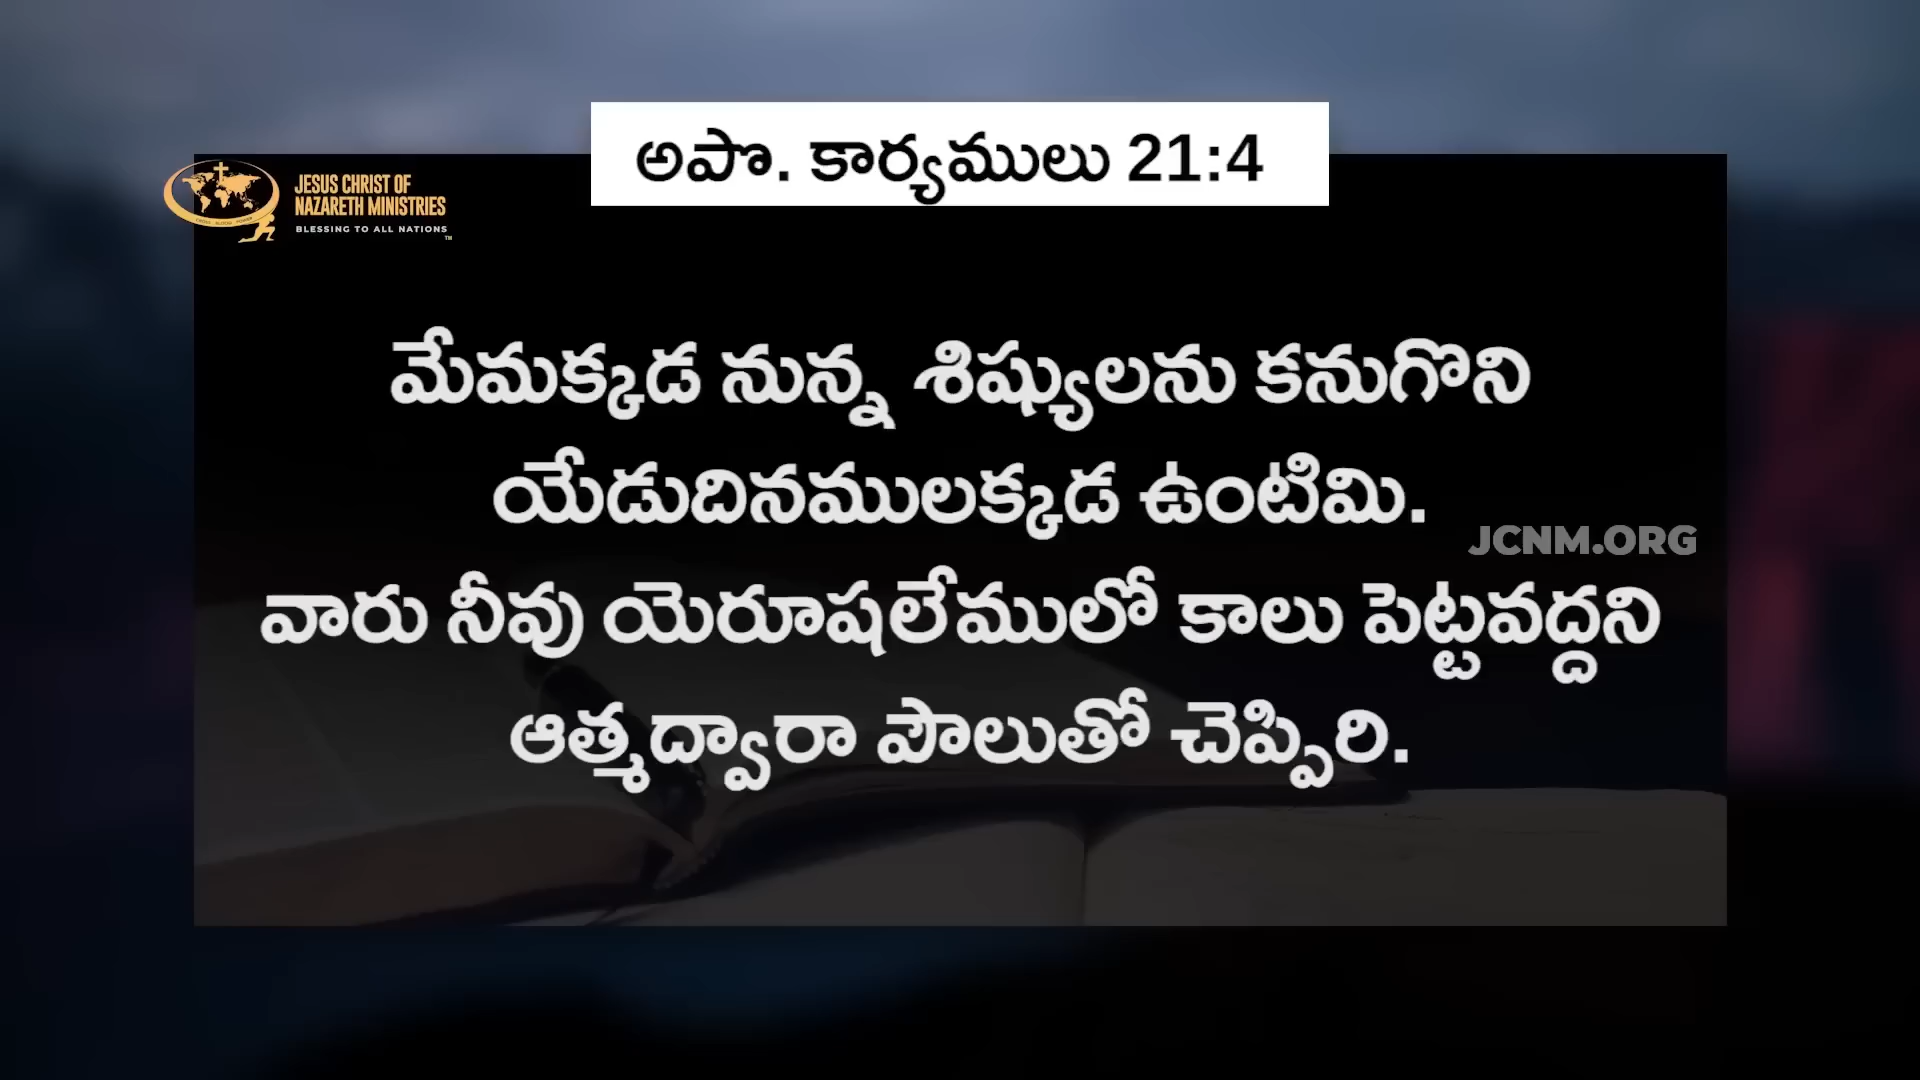 అపొ. కార్యములు 21:4
JESUS CHRIST OF
NAZARETH MINISTRIES
BLESSING TO ALL NATIONS
TM
మేమక్కడ నున్న శిష్యులను కనుగొని
యేడుదినములక్కడ ఉంటిమి.
JCNM.ORG
వారు నీవు యెరూషలేములో కాలు పెట్టవద్దని
ఆత్మద్వారా పౌలుతో చెప్పిరి.